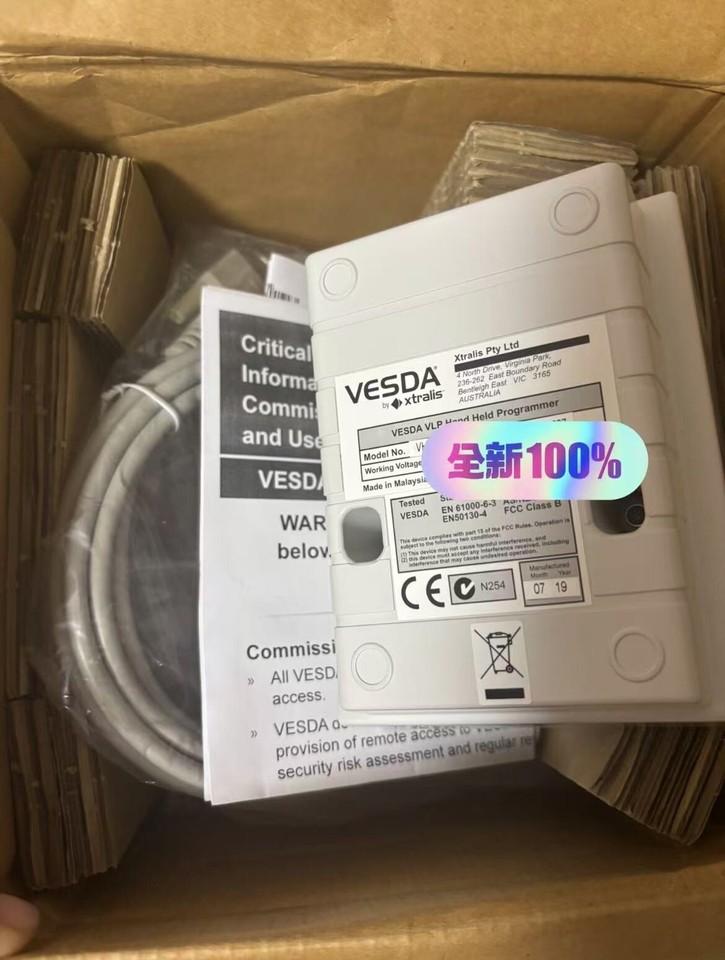 Critical
Informa
Commis
and Use
VESDA
WAR
below.
Commissi
» All VESD
access.
» VESDA
provision of remote access to
security risk assessment and regular re
VESDA®
by xtralis™
Xtralis Pty Ltd
4 North Drive, Virginia Park,
236-262 East Boundary Road
Bentleigh East VIC 3165
AUSTRALIA
VESDA VLP Hand Held Programmer
Model No.
Working Voltage
Made in Malaysia
全新100%
Tested
VESDA
EN 61000-6-3
EN50130-4
FCC Class B
This device complies with part 15 of the FCC Rules. Operation is
subject to the following two conditions:
(1) This device may not cause harmful interference, and
(2) this device must accept any interference received, including
interference that may cause undesired operation.
CE
N254
Manufactured
Month Year
07 19